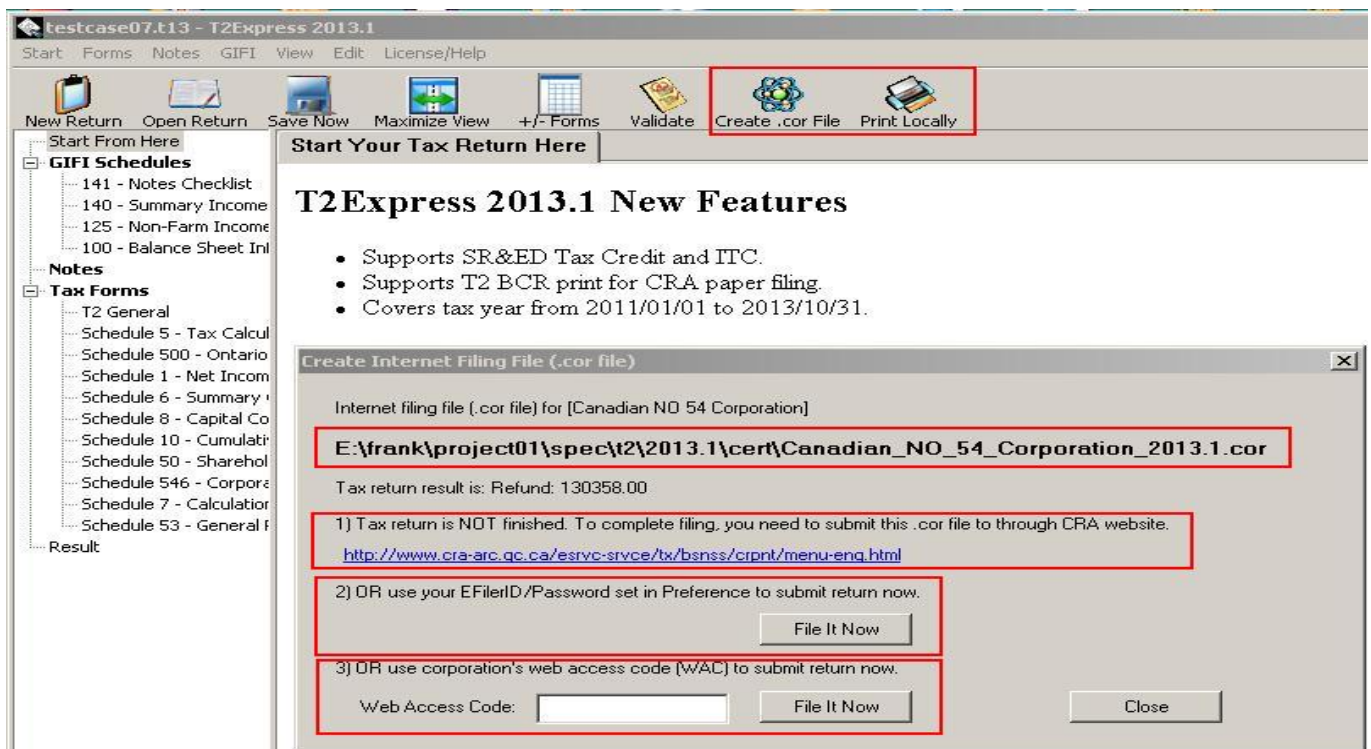 testcase07.t13 - T2Express 2013.1
Start Forms Notes GIFI View Edit License/Help
New Return Open Return Save Now Maximize View +/- Forms Validate Create .cor File Print Locally
Start From Here
GIFI Schedules
141 - Notes Checklist
140 - Summary Income
125 - Non-Farm Income
100 - Balance Sheet Inf
Notes
Tax Forms
T2 General
Schedule 5 - Tax Calcul
Schedule 500 - Ontario
Schedule 1 - Net Incom
Schedule 6 - Summary
Schedule 8 - Capital Co
Schedule 10 - Cumulati
Schedule 50 - Sharehol
Schedule 546 - Corpora
Schedule 7 - Calculation
Schedule 53 - General
Result
Start Your Tax Return Here
T2Express 2013.1 New Features
• Supports SR&ED Tax Credit and ITC.
• Supports T2 BCR print for CRA paper filing.
• Covers tax year from 2011/01/01 to 2013/10/31.
Create Internet Filing File (.cor file)
Internet filing file (.cor file) for [Canadian NO 54 Corporation]
E:\frank\project01\spec\t2\2013.1\cert\Canadian_NO_54_Corporation_2013.1.cor
Tax return result is: Refund: 130358.00
1) Tax return is NOT finished. To complete filing, you need to submit this .cor file to through CRA website.
http://www.cra-arc.gc.ca/esrvc-srvce/tx/bsnss/crpnt/menu-eng.html
2) OR use your EFilerID/Password set in Preference to submit return now.
File It Now
3) OR use corporation's web access code (WAC) to submit return now.
Web Access Code:
File It Now
Close